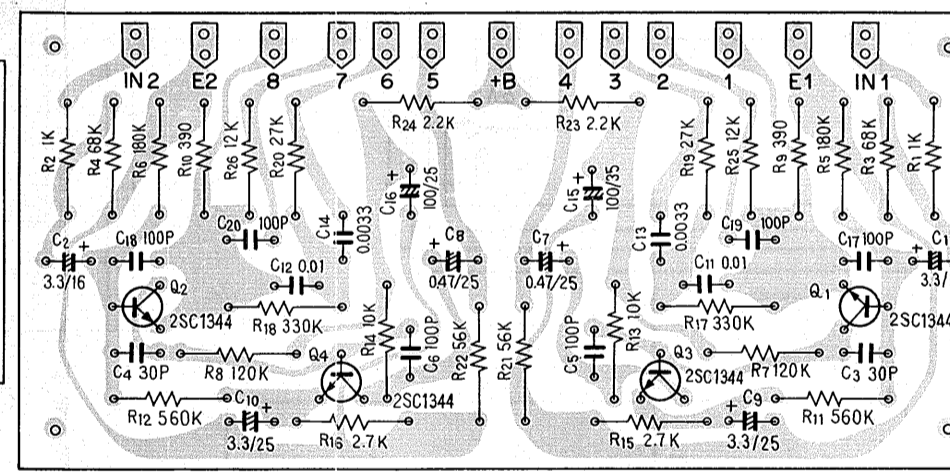 IN 2 E2 8 7 6 5 +B 4 3 2 1 E1 IN 1
R24 2.2K
R23 2.2K
R2 1K
R4 68K
R6 180K
R10 390
R26 12K
R20 27K
R19 27K
R25 12K
R9 390
R5 180K
R3 68K
R1 1K
C16 + 100/25
C15 + 100/35
C2 + 3.3/16
C18 100P
C20 100P
C14 0.0033
C8 + 0.47/25
C7 + 0.47/25
C13 0.0033
C19 100P
C17 100P
C1 + 3.3/
C12 0.01
C11 0.01
Q2
2SC1344
R18 330K
R14 10K
C6 100P
R22 56K
R21 56K
C5 100P
R13 10K
R17 330K
Q1
2SC1344
C4 30P
R8 120K
Q4
2SC1344
Q3
2SC1344
R7 120K
C3 30P
R12 560K
C10 + 3.3/25
R16 2.7K
R15 2.7K
C9 + 3.3/25
R11 560K